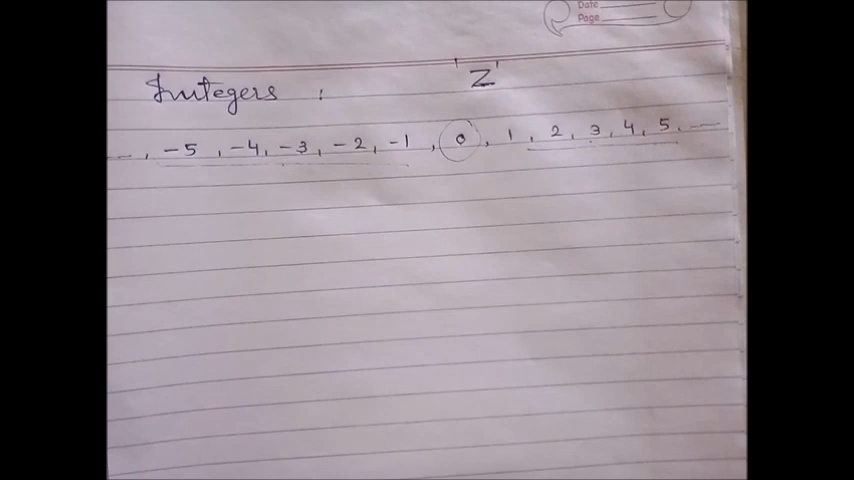 Date
Page
Integers : 'Z'
---, -5, -4, -3, -2, -1, 0, 1, 2, 3, 4, 5, ---